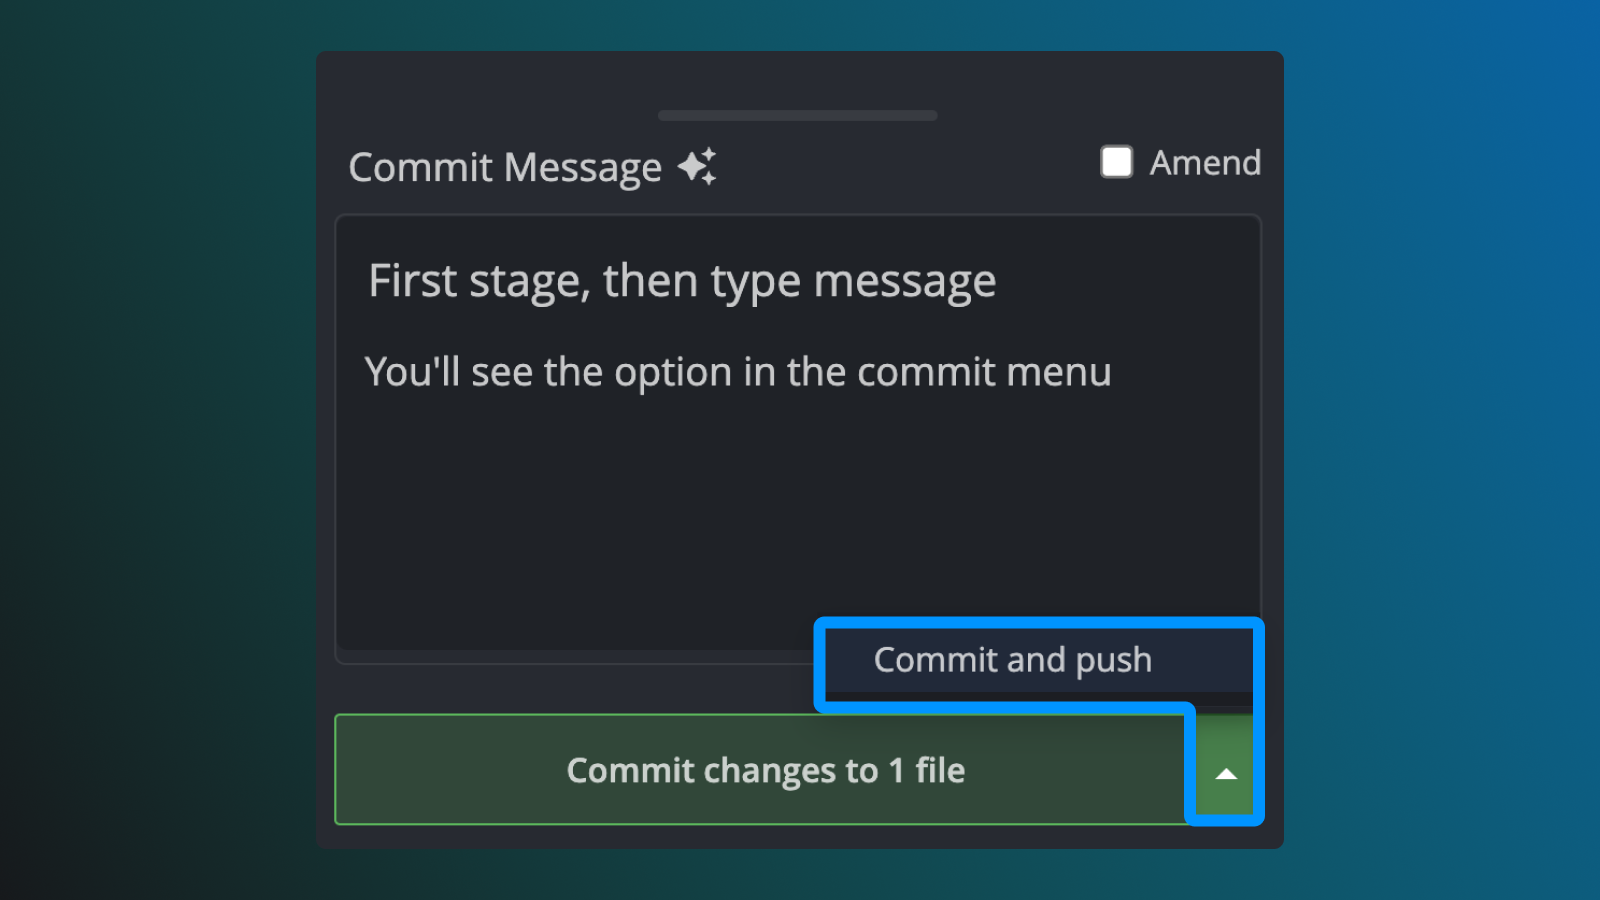 Commit Message
Amend
First stage, then type message
You'll see the option in the commit menu
Commit and push
Commit changes to 1 file